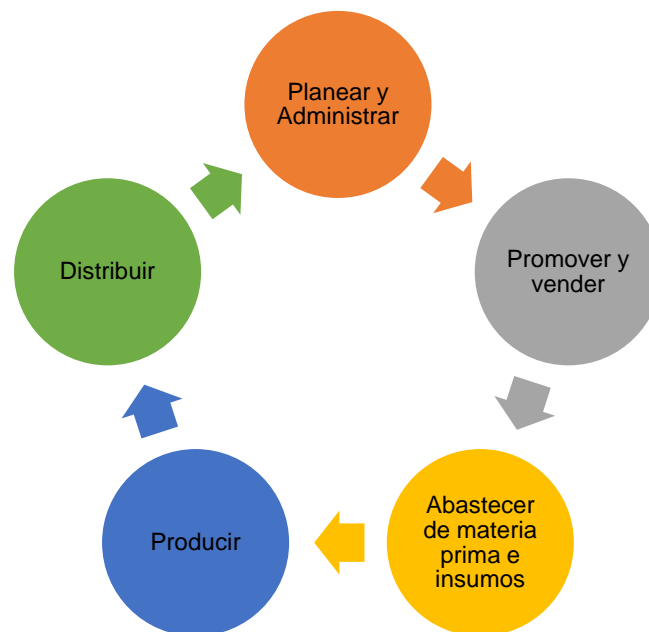 Planear y
Administrar
Promover y
vender
Abastecer
de materia
prima e
insumos
Producir
Distribuir